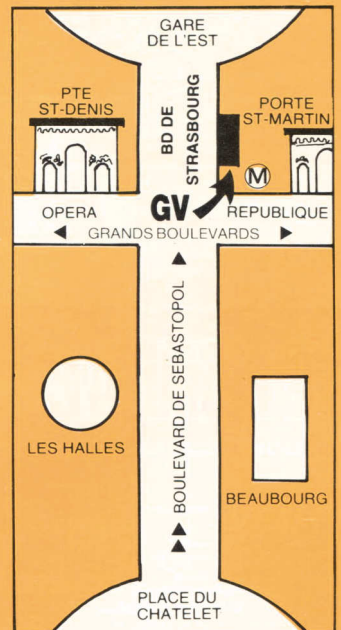 GARE
DE L'EST
PTE
ST-DENIS
BD DE
STRASBOURG
PORTE
ST-MARTIN
M
OPERA
GV
REPUBLIQUE
GRANDS BOULEVARDS
BOULEVARD DE SEBASTOPOL
LES HALLES
BEAUBOURG
PLACE DU
CHATELET